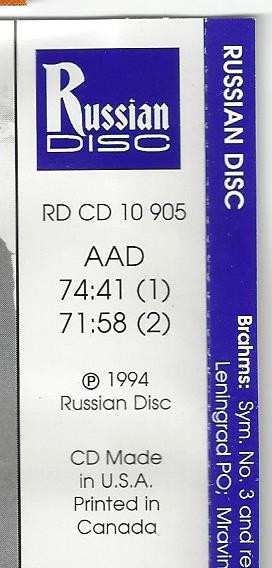 Russian
DISC
RD CD 10 905
AAD
74:41 (1)
71:58 (2)
℗ 1994
Russian Disc
CD Made
in U.S.A.
Printed in
Canada
RUSSIAN DISC
Brahms: Sym. No. 3 and
Leningrad PO;